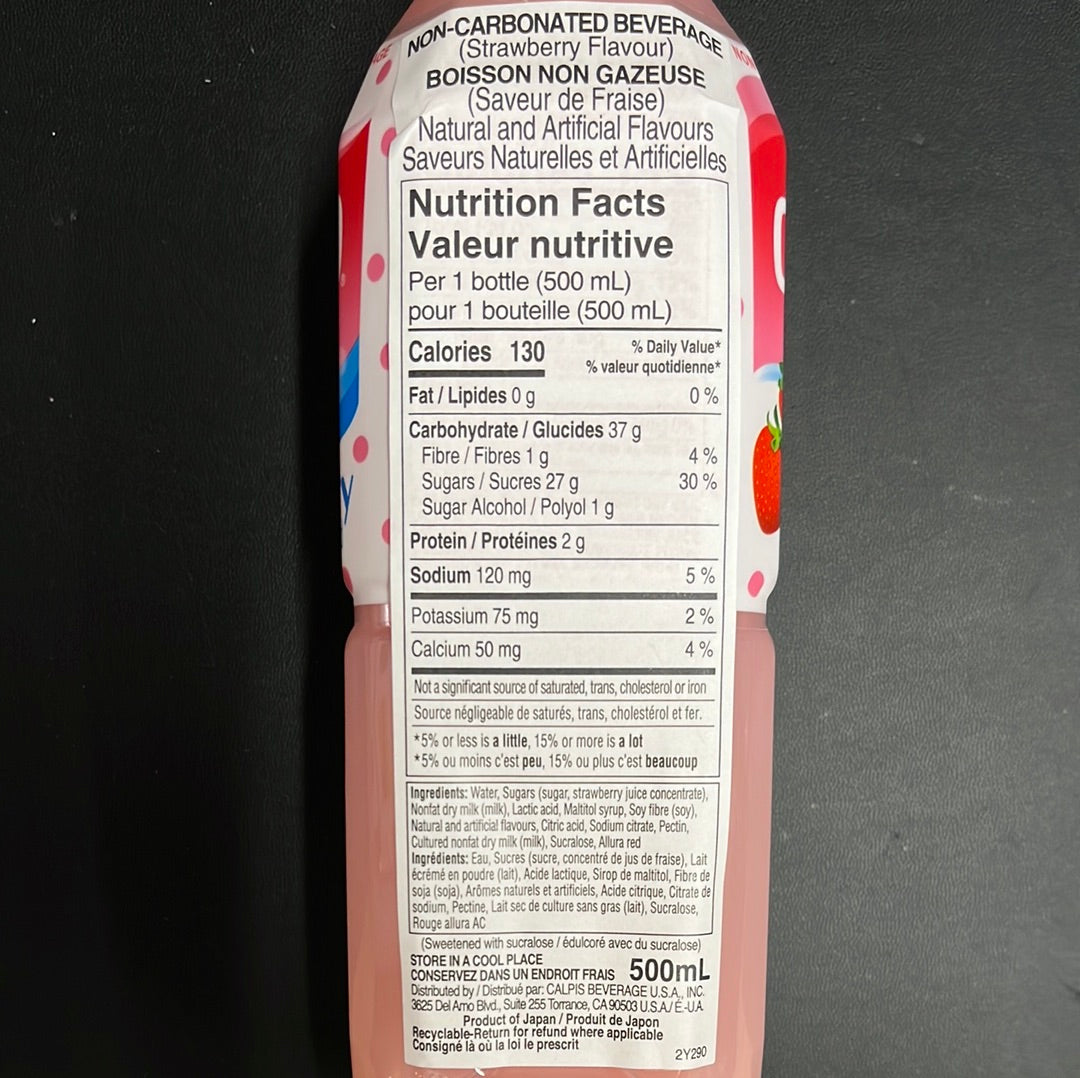 NON-CARBONATED BEVERAGE
(Strawberry Flavour)
BOISSON NON GAZEUSE
(Saveur de Fraise)
Natural and Artificial Flavours
Saveurs Naturelles et Artificielles
Nutrition Facts
Valeur nutritive
Per 1 bottle (500 mL)
pour 1 bouteille (500 mL)
Calories 130
% Daily Value*
% valeur quotidienne*
Fat / Lipides 0 g 0 %
Carbohydrate / Glucides 37 g
Fibre / Fibres 1 g 4 %
Sugars / Sucres 27 g 30 %
Sugar Alcohol / Polyol 1 g
Protein / Protéines 2 g
Sodium 120 mg 5 %
Potassium 75 mg 2 %
Calcium 50 mg 4 %
Not a significant source of saturated, trans, cholesterol or iron
Source négligeable de saturés, trans, cholestérol et fer.
*5% or less is a little, 15% or more is a lot
*5% ou moins c'est peu, 15% ou plus c'est beaucoup
Ingredients: Water, Sugars (sugar, strawberry juice concentrate),
Nonfat dry milk (milk), Lactic acid, Maltitol syrup, Soy fibre (soy),
Natural and artificial flavours, Citric acid, Sodium citrate, Pectin,
Cultured nonfat dry milk (milk), Sucralose, Allura red
Ingrédients: Eau, Sucres (sucre, concentré de jus de fraise), Lait
écrémé en poudre (lait), Acide lactique, Sirop de maltitol, Fibre de
soja (soja), Arômes naturels et artificiels, Acide citrique, Citrate de
sodium, Pectine, Lait sec de culture sans gras (lait), Sucralose,
Rouge allura AC
(Sweetened with sucralose / édulcoré avec du sucralose)
STORE IN A COOL PLACE
CONSERVEZ DANS UN ENDROIT FRAIS 500mL
Distributed by / Distribué par: CALPIS BEVERAGE U.S.A., INC.
3625 Del Amo Blvd., Suite 255 Torrance, CA 90503 U.S.A./ É.-U.A.
Product of Japan / Produit de Japon
Recyclable-Return for refund where applicable
Consigné là où la loi le prescrit
2Y290